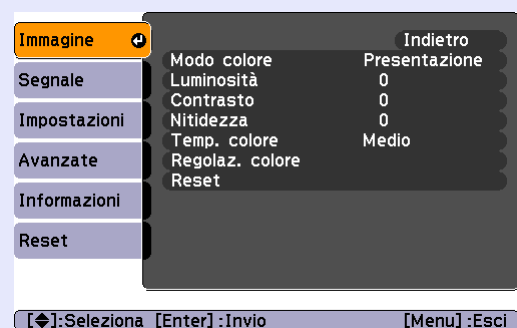 Immagine
Segnale
Impostazioni
Avanzate
Informazioni
Reset
Indietro
Modo colore Presentazione
Luminosità 0
Contrasto 0
Nitidezza 0
Temp. colore Medio
Regolaz. colore
Reset
[◆]:Seleziona [Enter]:Invio [Menu]:Esci